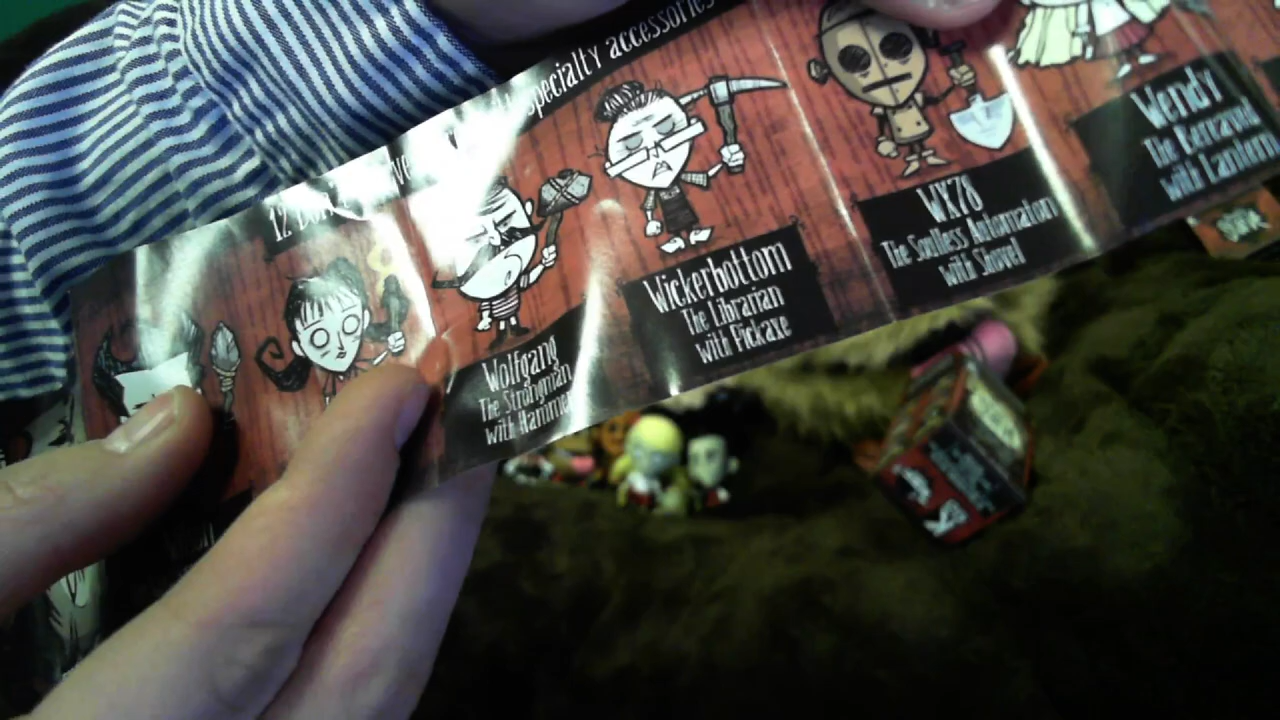 12
specialty accessories
Wolfgang
The Strongman
with Hammer
Wickerbottom
The Librarian
with Pickaxe
WX78
The Soulless Automaton
with Shovel
Wendy
The Bereaved
with Lantern